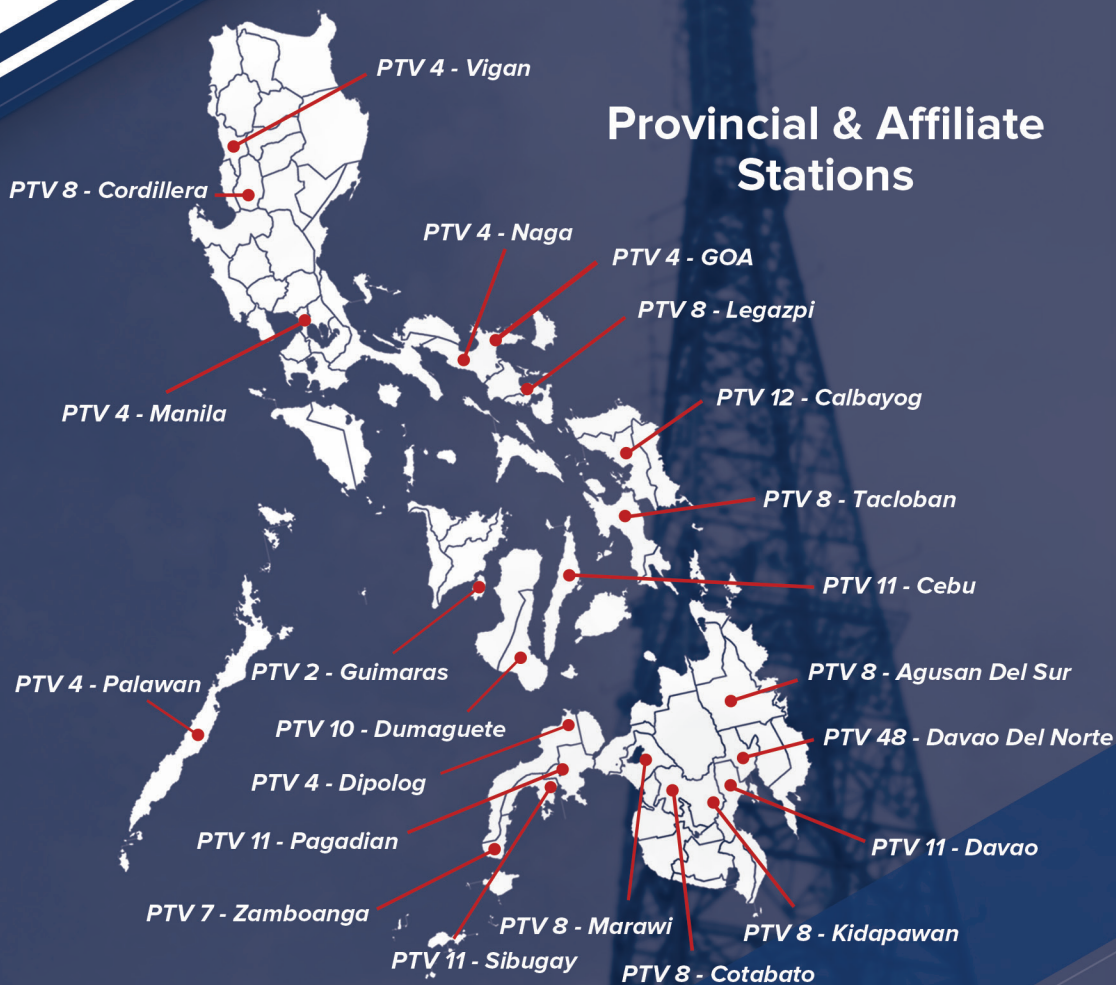 PTV 4 - Vigan
Provincial & Affiliate
Stations
PTV 8 - Cordillera
PTV 4 - Naga
PTV 4 - GOA
PTV 8 - Legazpi
PTV 4 - Manila
PTV 12 - Calbayog
PTV 8 - Tacloban
PTV 11 - Cebu
PTV 2 - Guimaras
PTV 4 - Palawan
PTV 8 - Agusan Del Sur
PTV 10 - Dumaguete
PTV 48 - Davao Del Norte
PTV 4 - Dipolog
PTV 11 - Pagadian
PTV 11 - Davao
PTV 7 - Zamboanga
PTV 8 - Marawi
PTV 8 - Kidapawan
PTV 11 - Sibugay
PTV 8 - Cotabato